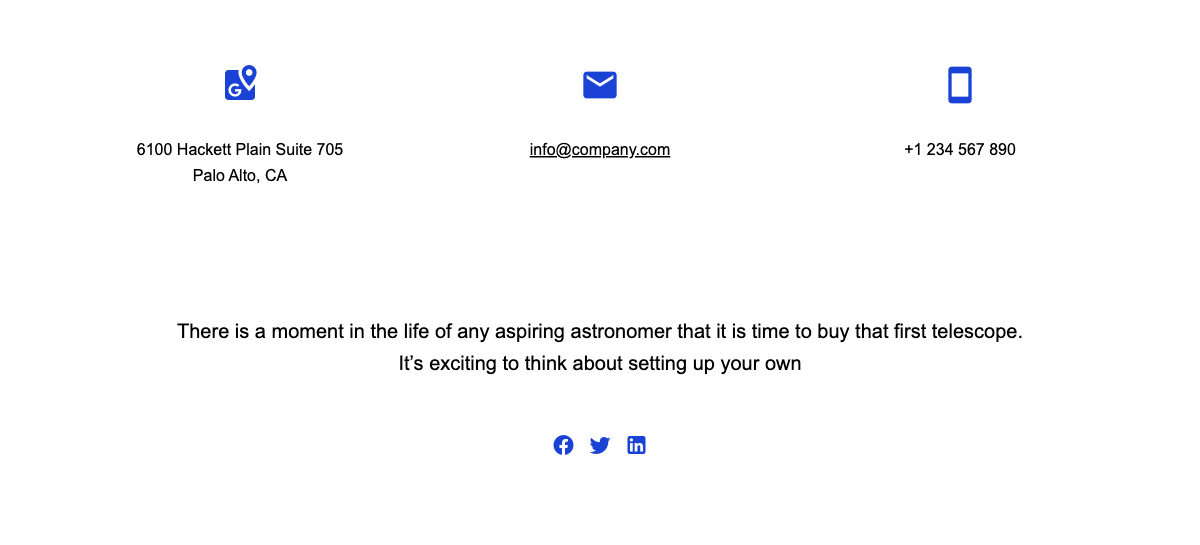 6100 Hackett Plain Suite 705
Palo Alto, CA
info@company.com
+1 234 567 890
There is a moment in the life of any aspiring astronomer that it is time to buy that first telescope.
It’s exciting to think about setting up your own